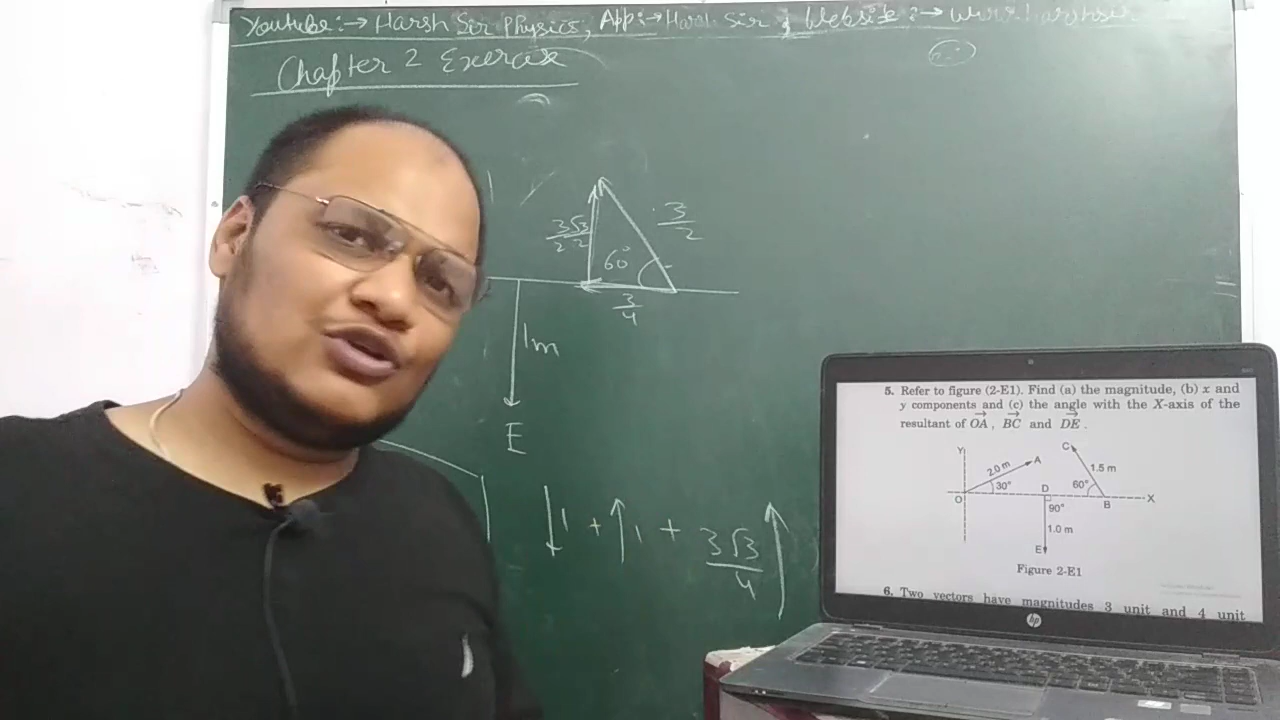 Youtube:→ Harsh Sir Physics, App:→ Harsh Sir, Website:→ www.harshsir
Chapter 2 Exercise
3√3
2 2
3
2
60°
3
4
1m
E
1 + 1 + 3√3
4
5. Refer to figure (2-E1). Find (a) the magnitude, (b) x and
y components and (c) the angle with the X-axis of the
resultant of OA, BC and DE.
Y
C
A
2.0 m
1.5 m
30°
60°
D
O
X
90°
B
1.0 m
E
Figure 2-E1
6. Two vectors have magnitudes 3 unit and 4 unit
hp